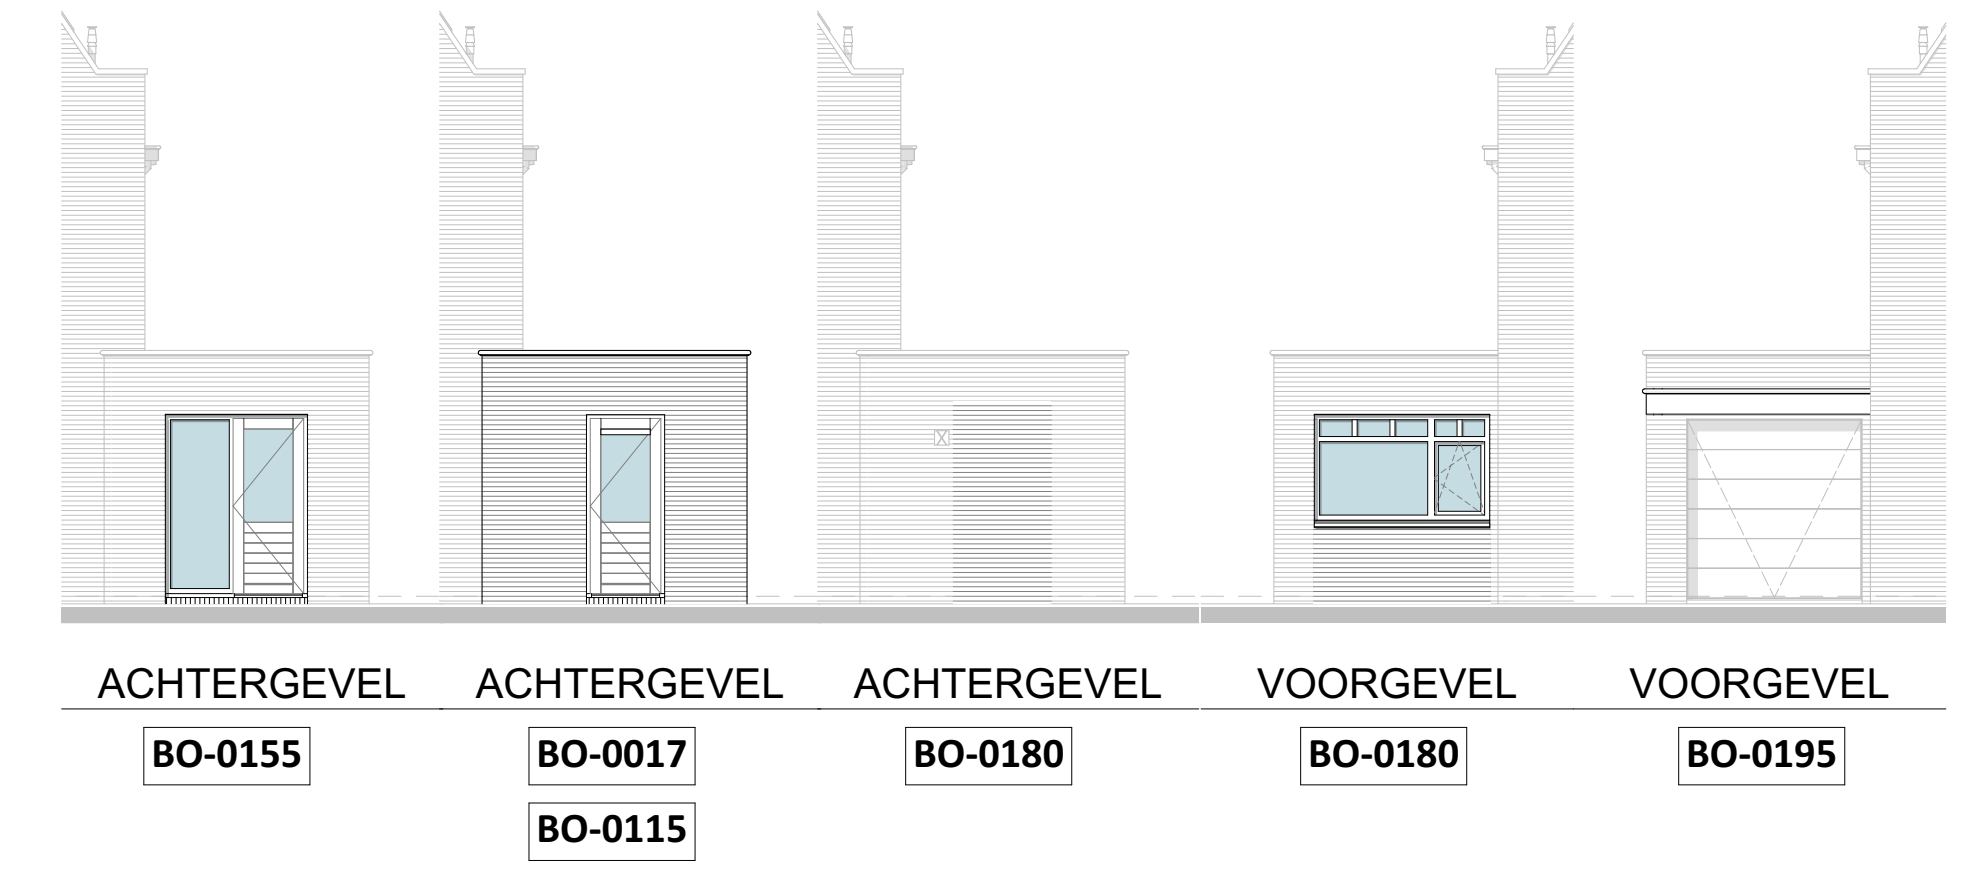 ACHTERGEVEL
BO-0155
ACHTERGEVEL
BO-0017
BO-0115
ACHTERGEVEL
BO-0180
VOORGEVEL
BO-0180
VOORGEVEL
BO-0195